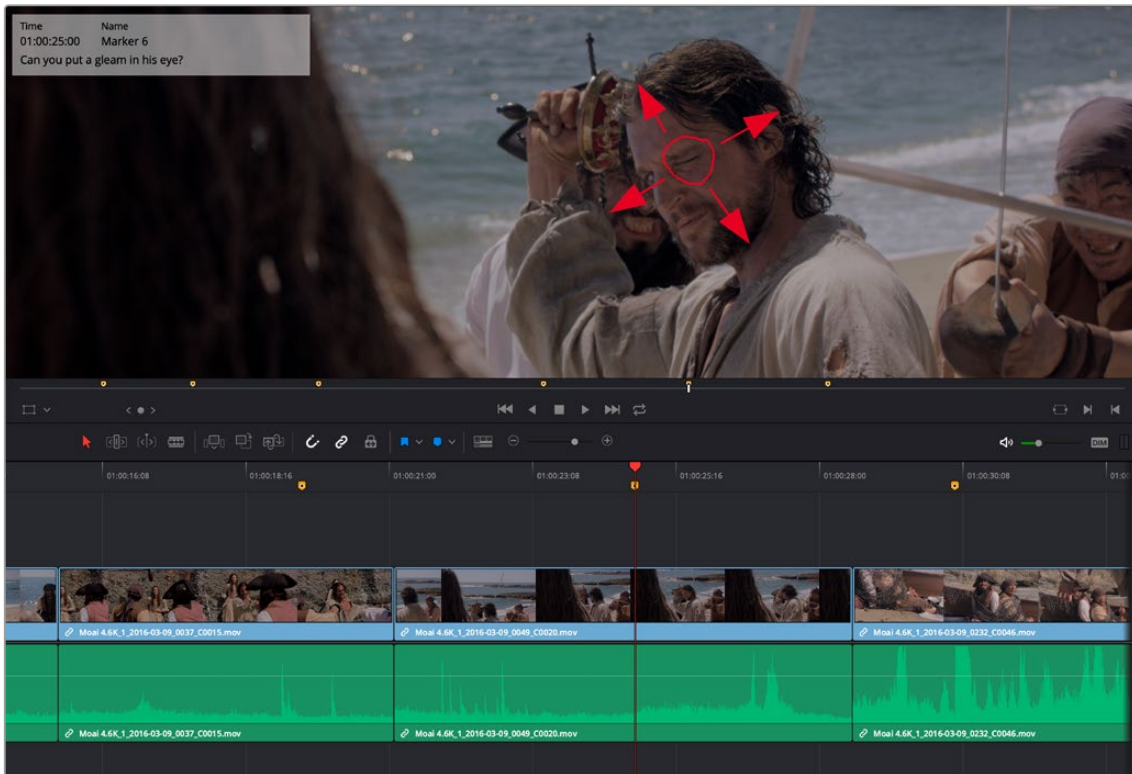 Time Name
01:00:25:00 Marker 6
Can you put a gleam in his eye?
DIM
01:00:16:08 01:00:18:16 01:00:21:00 01:00:23:08 01:00:25:16 01:00:28:00 01:00:30:08 01:00
Moai 4.6K_1_2016-03-09_0037_C0015.mov Moai 4.6K_1_2016-03-09_0049_C0020.mov Moai 4.6K_1_2016-03-09_0232_C0046.mov
Moai 4.6K_1_2016-03-09_0037_C0015.mov Moai 4.6K_1_2016-03-09_0049_C0020.mov Moai 4.6K_1_2016-03-09_0232_C0046.mov